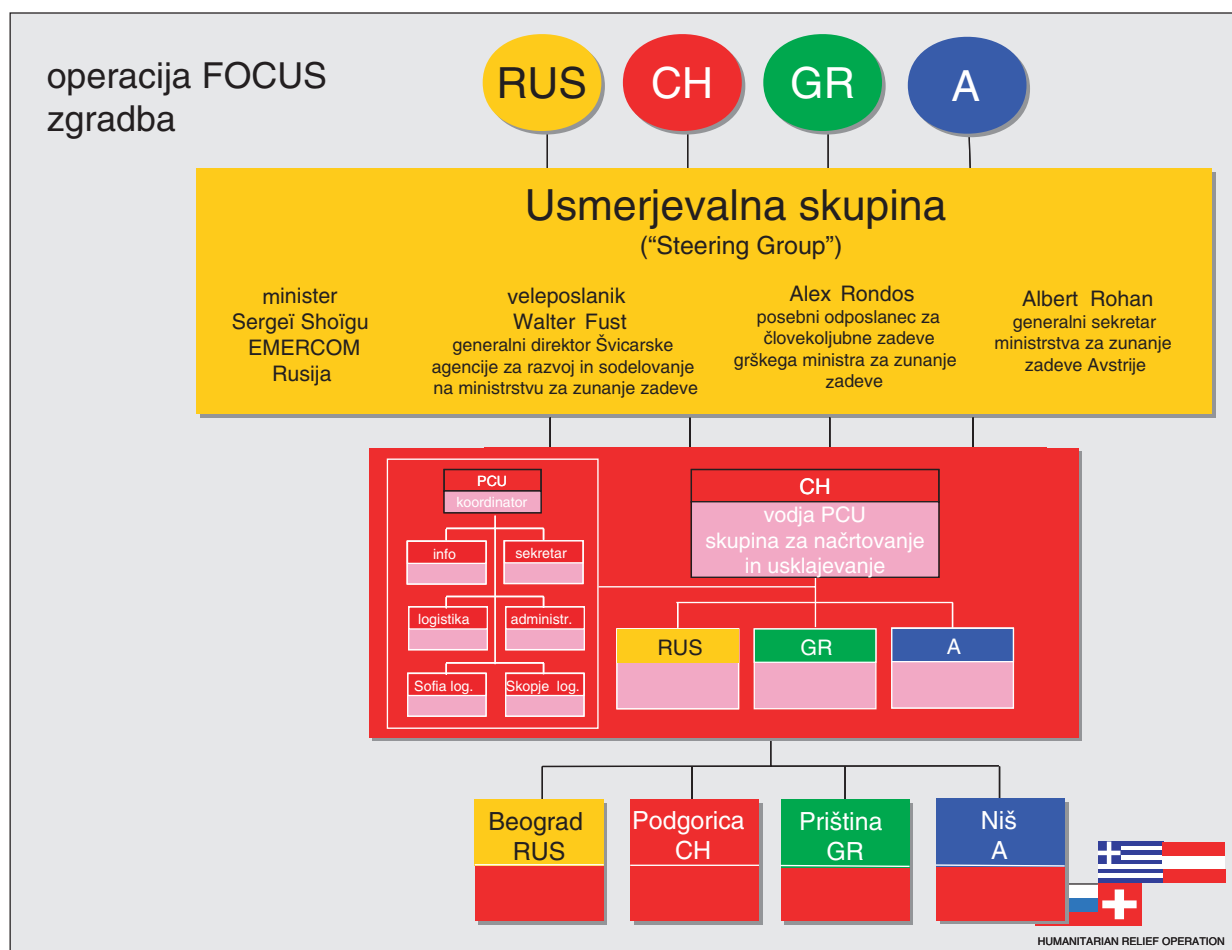 operacija FOCUS
zgradba
RUS
CH
GR
A
Usmerjevalna skupina
(“Steering Group”)
minister
Sergeï Shoïgu
EMERCOM
Rusija
veleposlanik
Walter Fust
generalni direktor Švicarske
agencije za razvoj in sodelovanje
na ministrstvu za zunanje zadeve
Alex Rondos
posebni odposlanec za
človekoljubne zadeve
grškega ministra za zunanje
zadeve
Albert Rohan
generalni sekretar
ministrstva za zunanje
zadeve Avstrije
PCU
koordinator
info
sekretar
logistika
administr.
Sofia log.
Skopje log.
CH
vodja PCU
skupina za načrtovanje
in usklajevanje
RUS
GR
A
Beograd
RUS
Podgorica
CH
Priština
GR
Niš
A
HUMANITARIAN RELIEF OPERATION